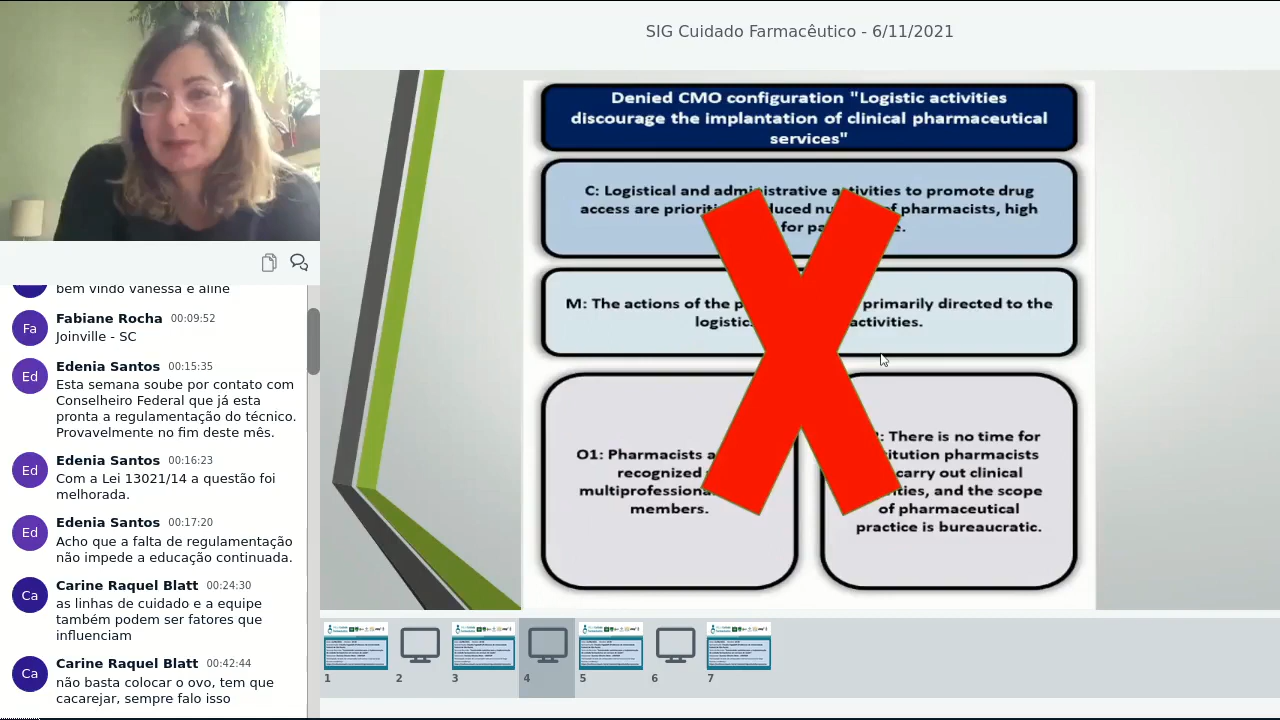 SIG Cuidado Farmacêutico - 6/11/2021
bem vindo vanessa e aline
Fa
Fabiane Rocha 00:09:52
Joinville - SC
Ed
Edenia Santos 00:15:35
Esta semana soube por contato com
Conselheiro Federal que já esta
pronta a regulamentação do técnico.
Provavelmente no fim deste mês.
Ed
Edenia Santos 00:16:23
Com a Lei 13021/14 a questão foi
melhorada.
Ed
Edenia Santos 00:17:20
Acho que a falta de regulamentação
não impede a educação continuada.
Ca
Carine Raquel Blatt 00:24:30
as linhas de cuidado e a equipe
também podem ser fatores que
influenciam
Ca
Carine Raquel Blatt 00:42:44
não basta colocar o ovo, tem que
cacarejar, sempre falo isso
Denied CMO configuration "Logistic activities
discourage the implantation of clinical pharmaceutical
services"
C: Logistical and administrative activities to promote drug
access are of pharmacists, high
for
M: The actions of the primarily directed to the
activities.
O1: Pharmacists
recognized
members.
There is no time for
pharmacists
carry out clinical
and the scope
of pharmaceutical
practice is bureaucratic.
1
2
3
4
5
6
7